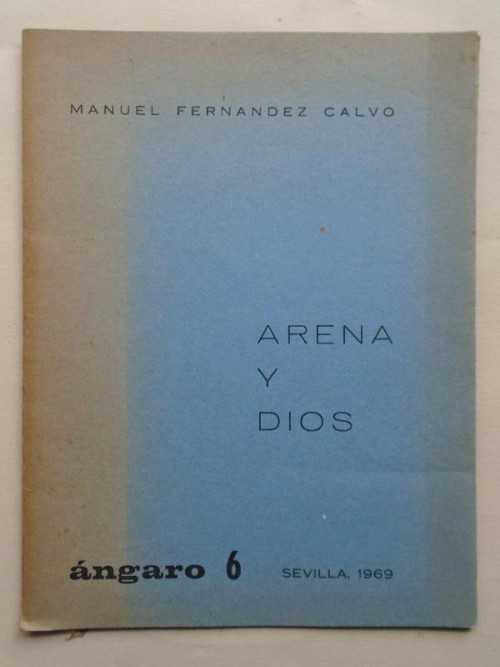 MANUEL FERNANDEZ CALVO
ARENA
Y
DIOS
ángaro 6 SEVILLA, 1969